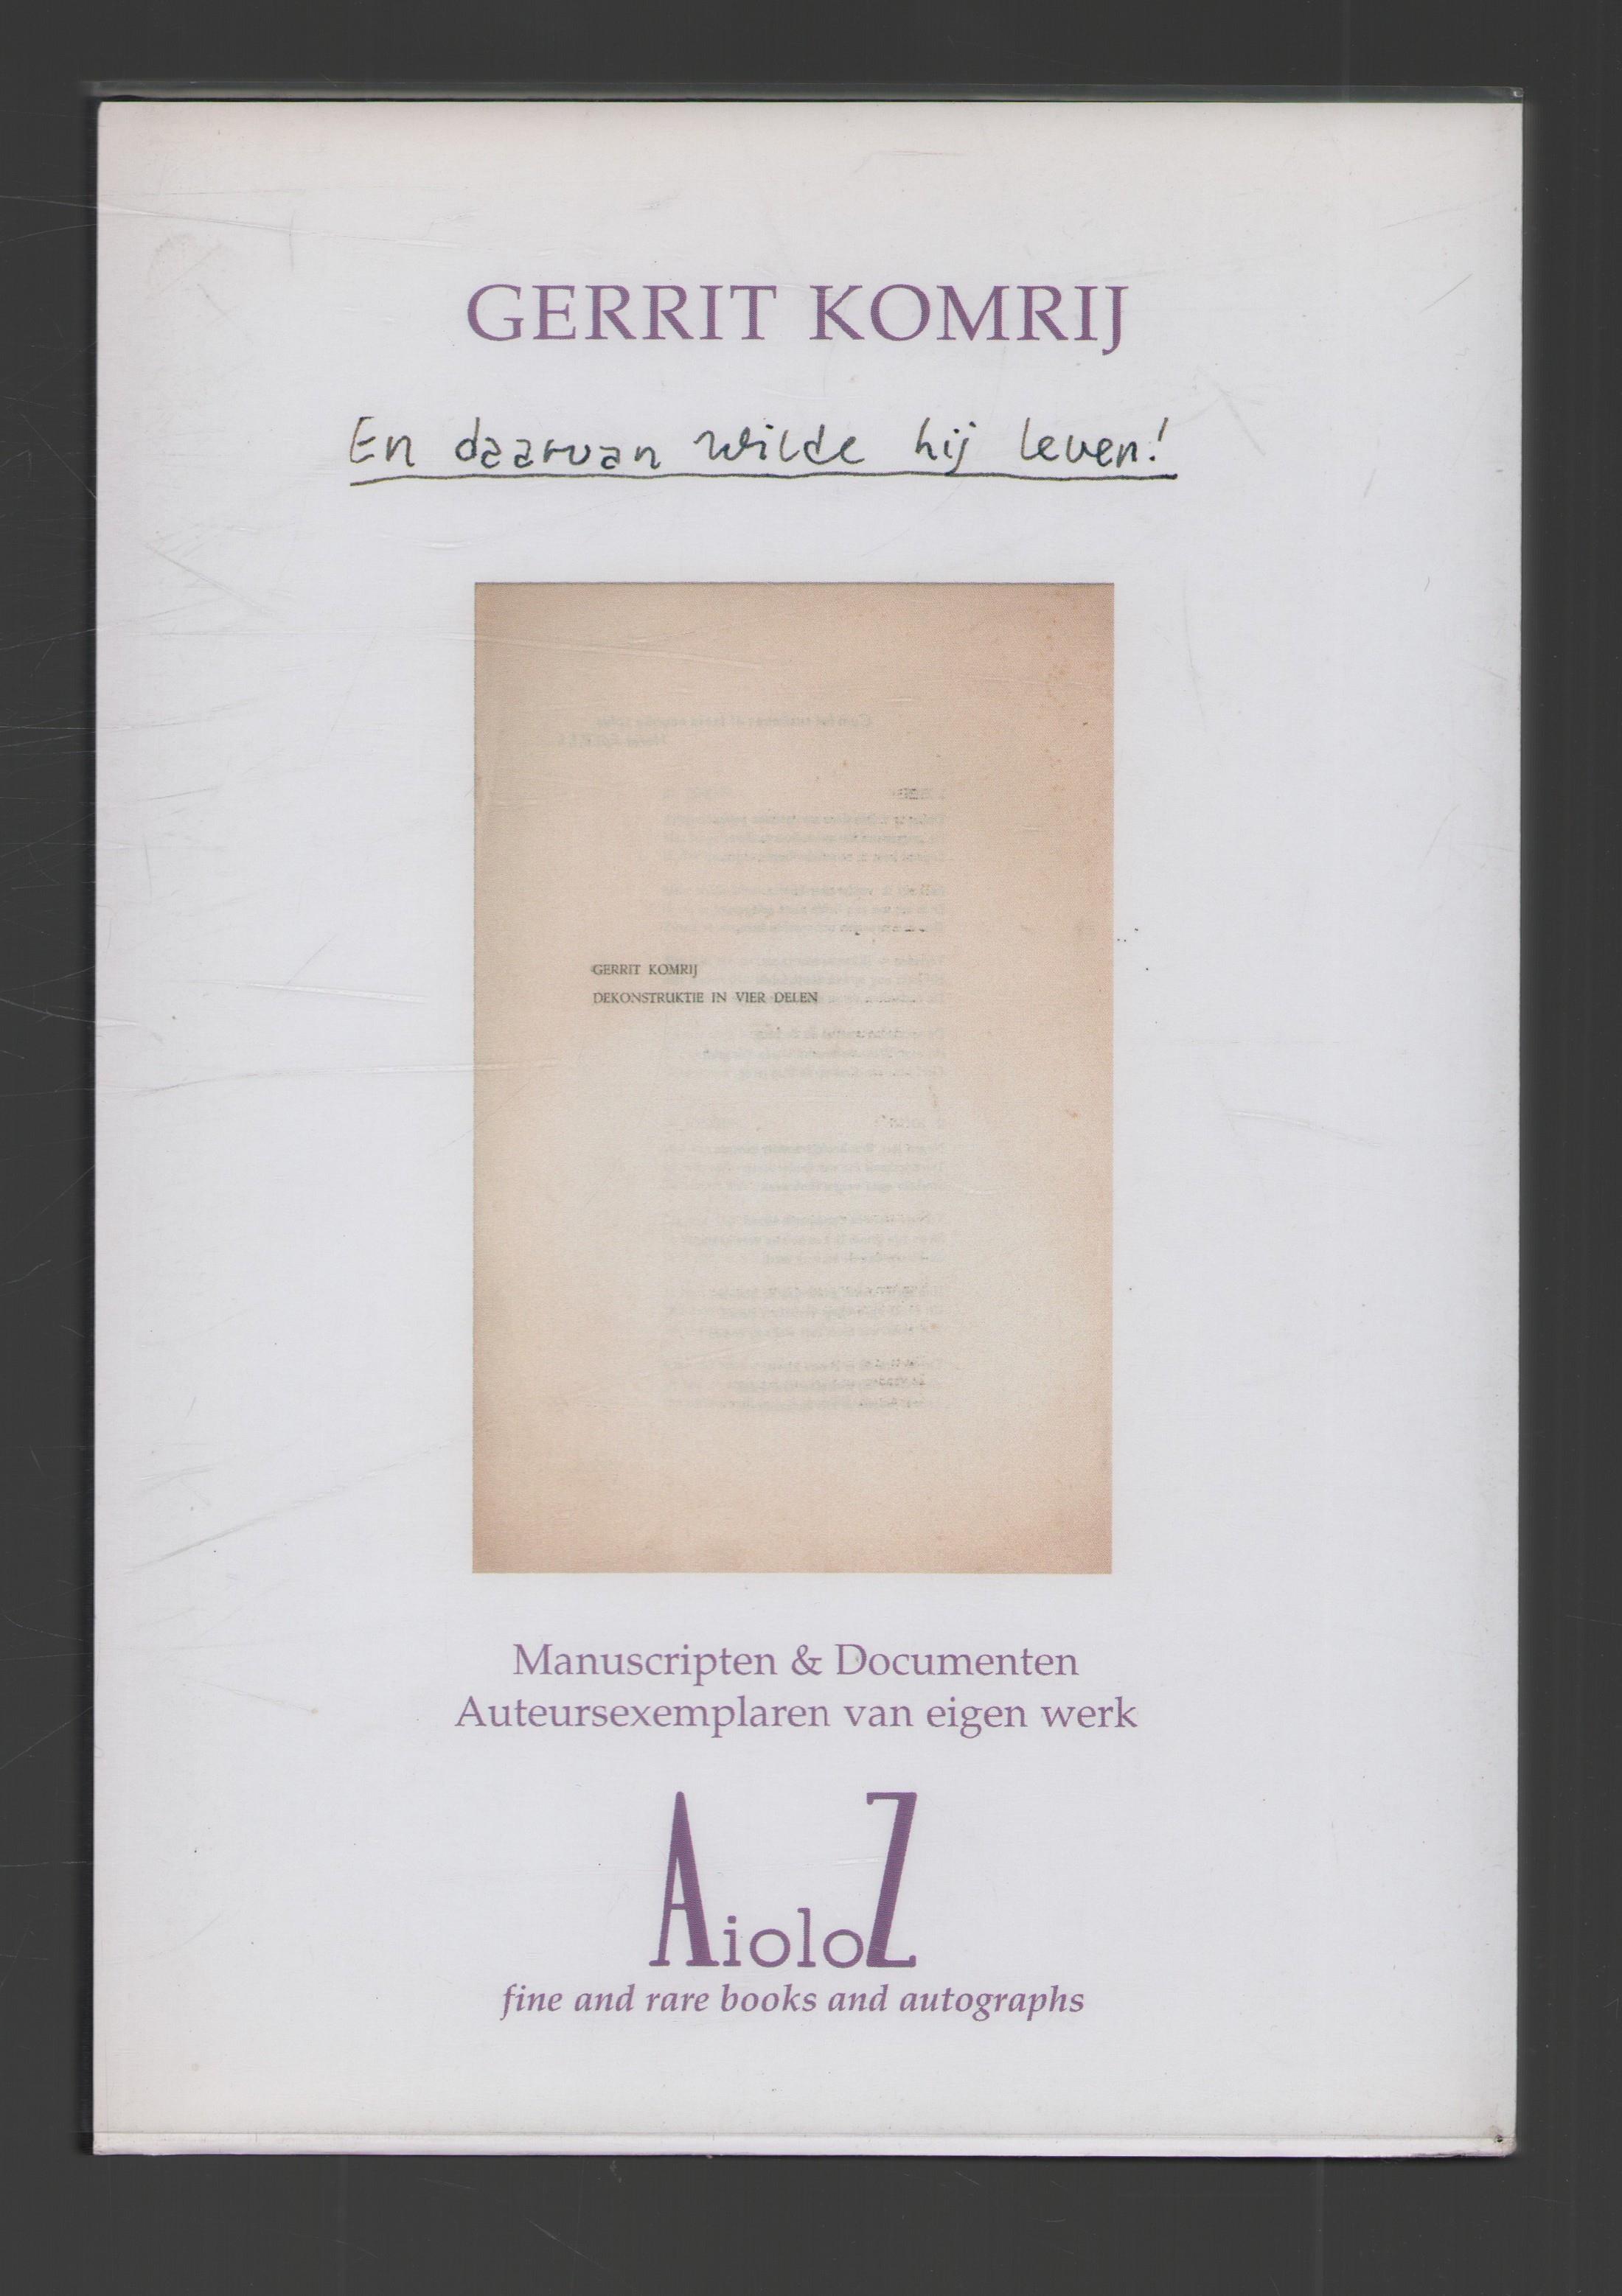 GERRIT KOMRIJ
En daarvan wilde hij leven!
GERRIT KOMRIJ
DEKONSTRUKTIE IN VIER DELEN
Manuscripten & Documenten
Auteursexemplaren van eigen werk
AioloZ
fine and rare books and autographs